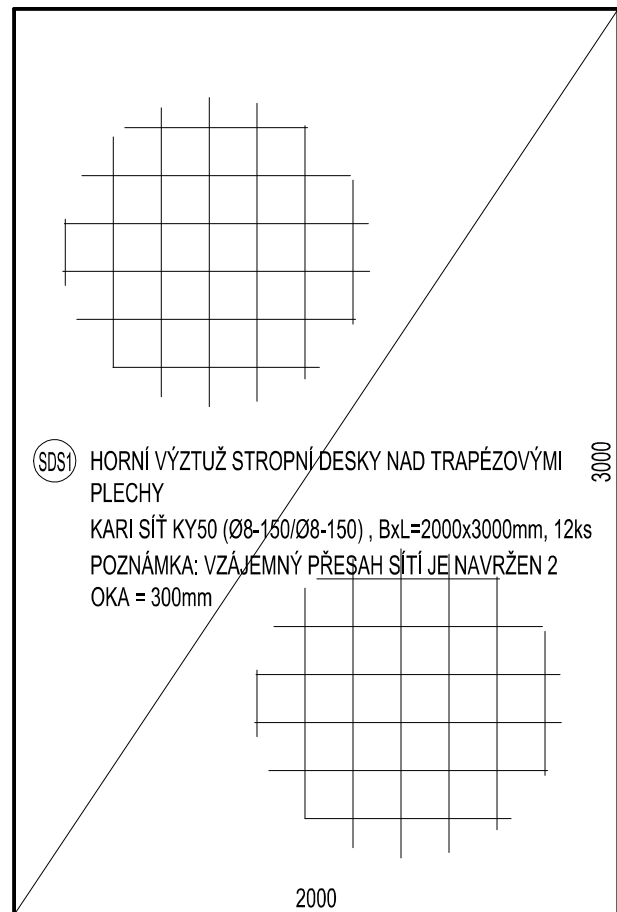 SDS1 HORNÍ VÝZTUŽ STROPNÍ DESKY NAD TRAPÉZOVÝMI
PLECHY
KARI SÍŤ KY50 (Ø8-150/Ø8-150) , BxL=2000x3000mm, 12ks
POZNÁMKA: VZÁJEMNÝ PŘESAH SÍTÍ JE NAVRŽEN 2
OKA = 300mm
3000
2000